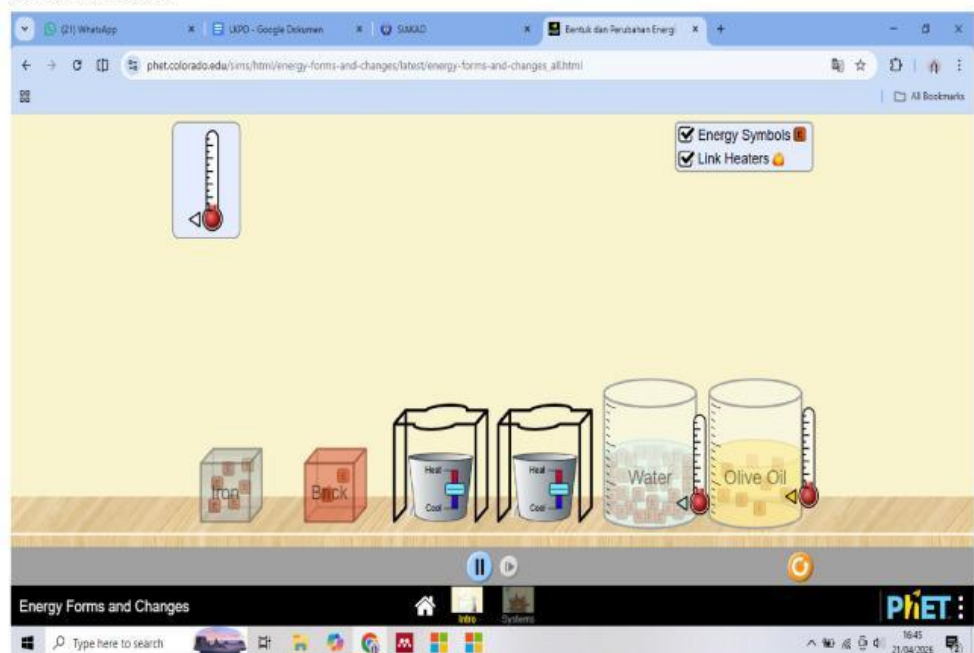 (21) WhatsApp
LKPD - Google Dokumen
SIAKAD
Bentuk dan Perubahan Energi
phet.colorado.edu/sims/html/energy-forms-and-changes/latest/energy-forms-and-changes_all.html
All Bookmarks
Energy Symbols E
Link Heaters
Iron
Brick
Heat
Cool
Heat
Cool
Water
Olive Oil
Energy Forms and Changes
Intro
Systems
PhET
Type here to search
16:45
21/04/2025